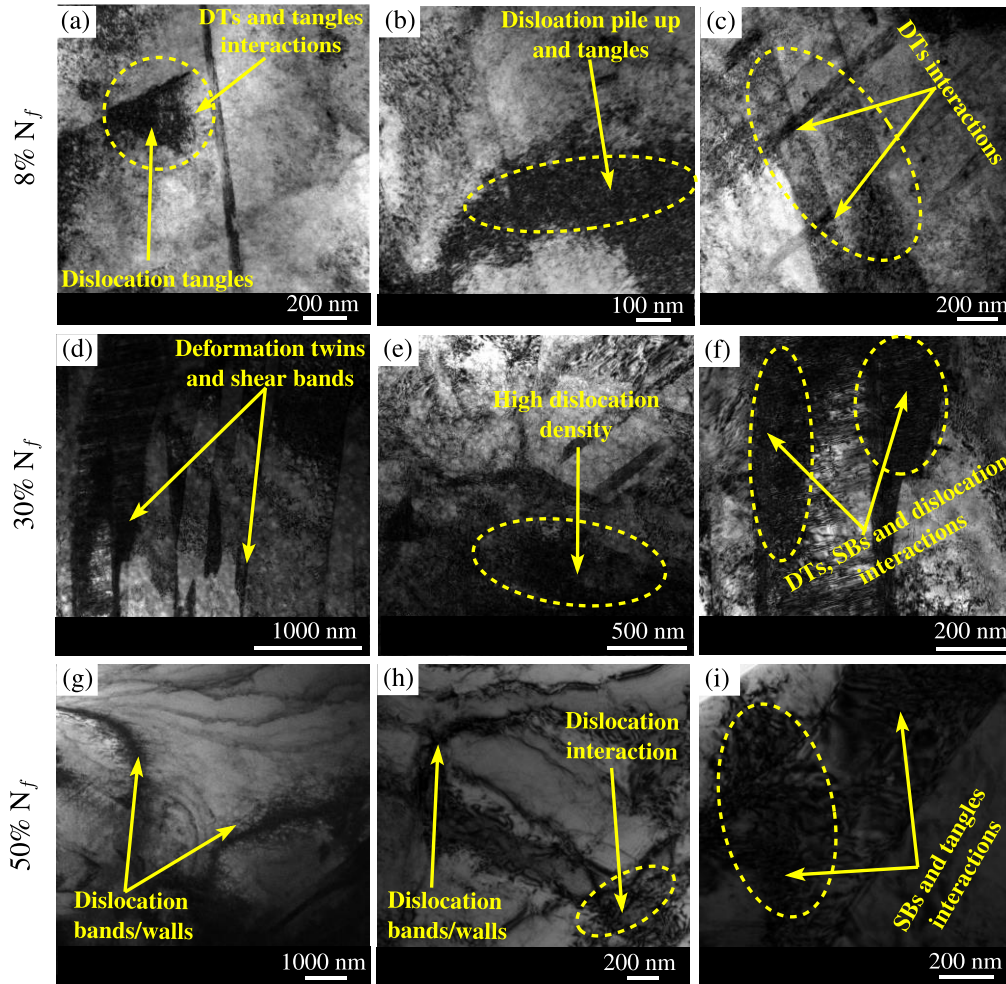 (a)
DTs and tangles
interactions
Dislocation tangles
200 nm
(b)
Disloation pile up
and tangles
100 nm
(c)
DTs interactions
200 nm
8% N_f
(d)
Deformation twins
and shear bands
1000 nm
(e)
High dislocation
density
500 nm
(f)
DTs, SBs and dislocation
interactions
200 nm
30% N_f
(g)
Dislocation
bands/walls
1000 nm
(h)
Dislocation
interaction
Dislocation
bands/walls
200 nm
(i)
SBs and tangles
interactions
200 nm
50% N_f